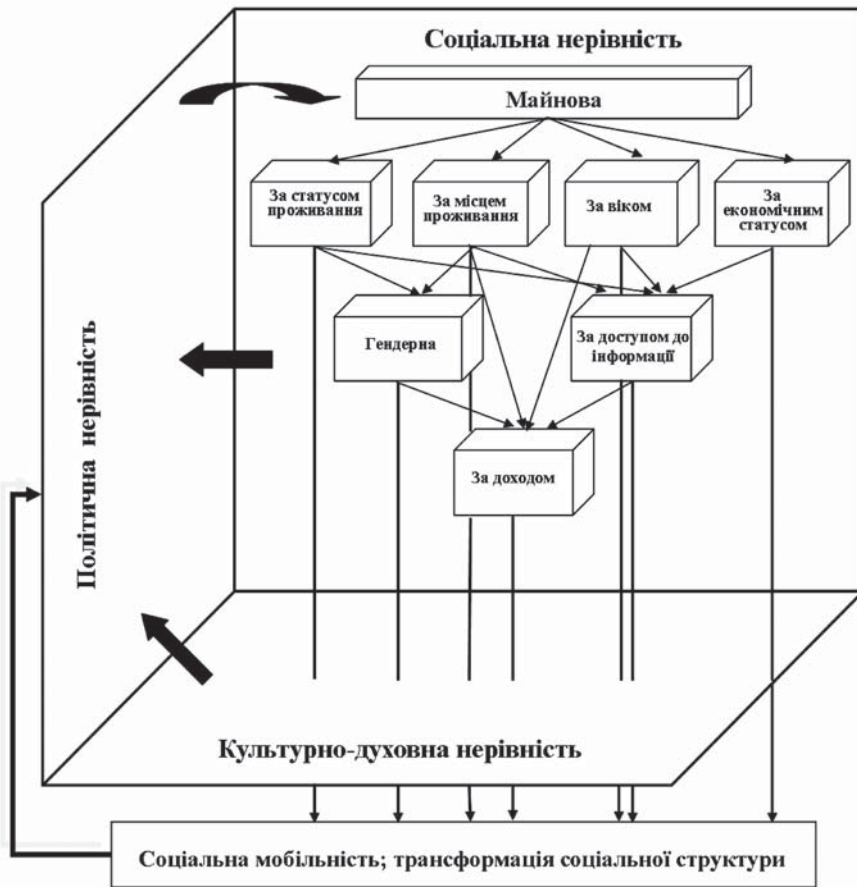 Соціальна нерівність
Майнова
За статусом
проживання
За місцем
проживання
За віком
За
економічним
статусом
Гендерна
За доступом до
інформації
За доходом
Політична нерівність
Культурно-духовна нерівність
Соціальна мобільність; трансформація соціальної структури